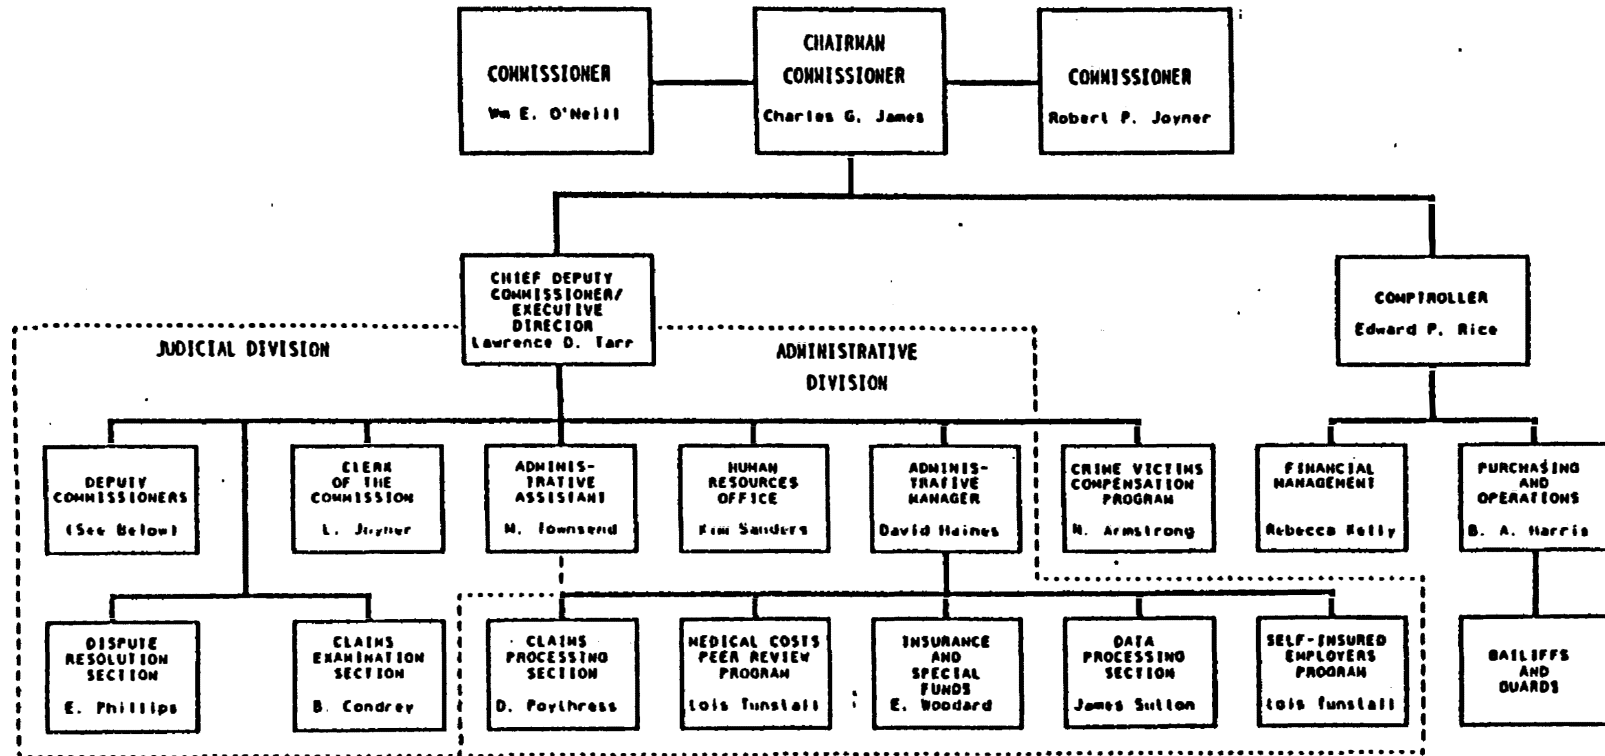 COMMISSIONER
Wm E. O'Neill
CHAIRMAN
COMMISSIONER
Charles G. James
COMMISSIONER
Robert P. Joyner
CHIEF DEPUTY
COMMISSIONER/
EXECUTIVE
DIRECTOR
Lawrence D. Tarr
COMPTROLLER
Edward P. Rice
JUDICIAL DIVISION
ADMINISTRATIVE
DIVISION
DEPUTY
COMMISSIONERS
(See Below)
CLERK
OF THE
COMMISSION
L. Joyner
ADMINIS-
TRATIVE
ASSISTANT
M. Townsend
HUMAN
RESOURCES
OFFICE
Kim Sanders
ADMINIS-
TRATIVE
MANAGER
David Haines
CRIME VICTIMS
COMPENSATION
PROGRAM
Armstrong
FINANCIAL
MANAGEMENT
Rebecca Kelly
PURCHASING
AND
OPERATIONS
B. A. Harris
DISPUTE
RESOLUTION
SECTION
E. Phillips
CLAIMS
EXAMINATION
SECTION
B. Condrey
CLAIMS
PROCESSING
SECTION
D. Poythress
MEDICAL COSTS
PEER REVIEW
PROGRAM
Lois Tunstall
INSURANCE
AND
SPECIAL
FUNDS
E. Woodard
DATA
PROCESSING
SECTION
James Sutton
SELF-INSURED
EMPLOYERS
PROGRAM
Lois Tunstall
BAILIFFS
AND
GUARDS